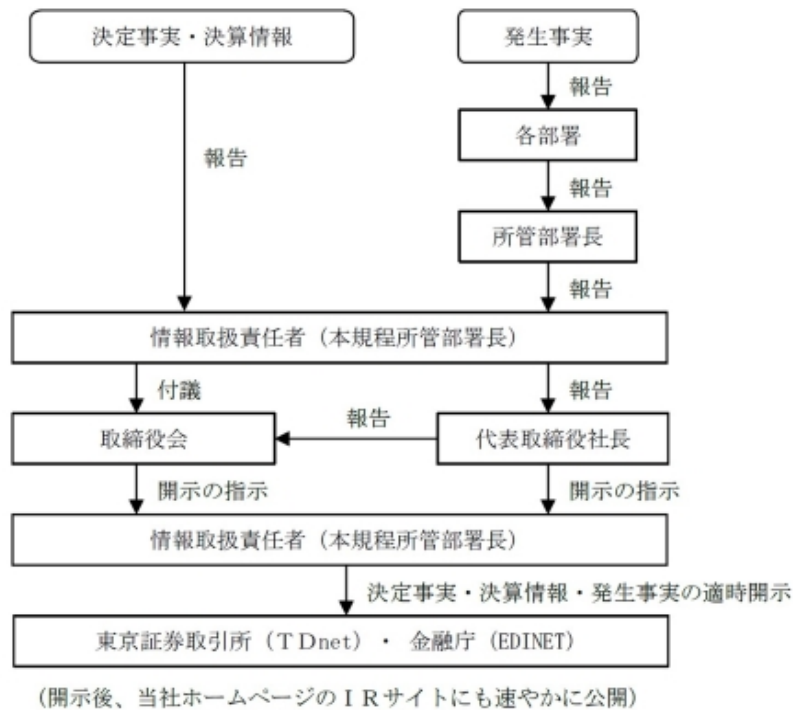 決定事実・決算情報
発生事実
報告
各部署
報告
報告
所管部署長
報告
情報取扱責任者（本規程所管部署長）
付議
報告
取締役会
報告
代表取締役社長
開示の指示
開示の指示
情報取扱責任者（本規程所管部署長）
決定事実・決算情報・発生事実の適時開示
東京証券取引所（ＴＤnet）・ 金融庁（EDINET）
（開示後、当社ホームページのＩＲサイトにも速やかに公開）